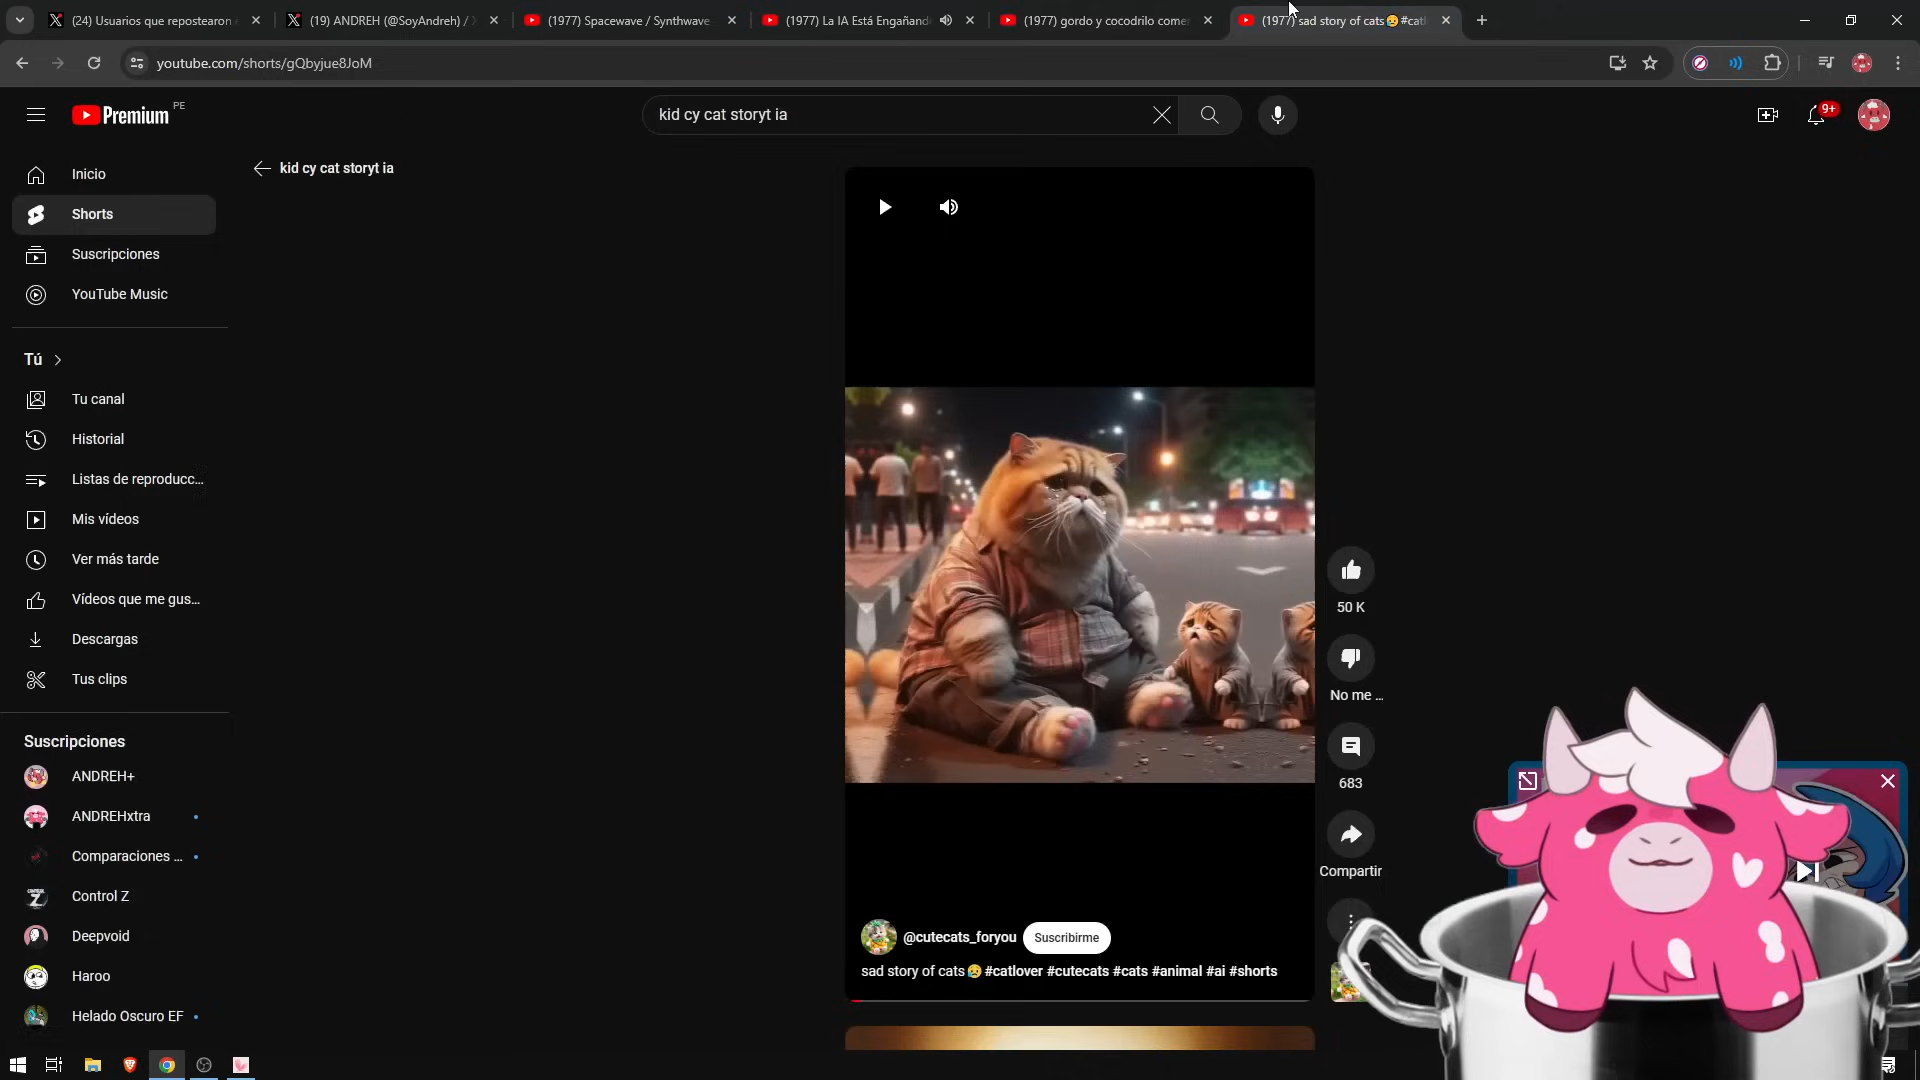 (24) Usuarios que repostearon
(19) ANDREH (@SoyAndreh) /
(1977) Spacewave / Synthwave
(1977) La IA Está Engañand
(1977) gordo y cocodrilo come
(1977) sad story of cats😥#cat
youtube.com/shorts/gQbyjue8JoM
Premium
PE
kid cy cat storyt ia
9+
Inicio
kid cy cat storyt ia
Shorts
Suscripciones
YouTube Music
Tú
Tu canal
Historial
Listas de reproducc...
Mis vídeos
Ver más tarde
Vídeos que me gus...
Descargas
Tus clips
50 K
No me ...
683
Compartir
Suscripciones
ANDREH+
ANDREHxtra
Comparaciones ...
Control Z
Deepvoid
Haroo
Helado Oscuro EF
@cutecats_foryou
Suscribirme
sad story of cats😥#catlover #cutecats #cats #animal #ai #shorts